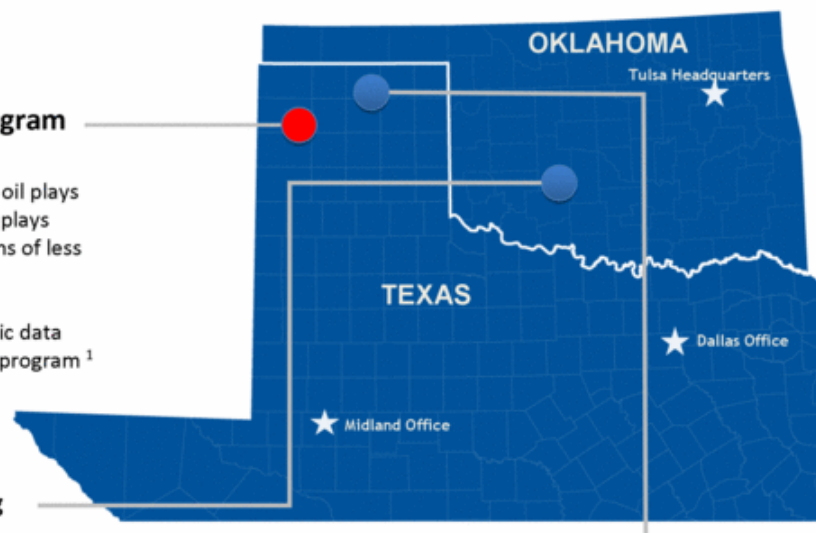 OKLAHOMA
Tulsa Headquarters
gram
oil plays
plays
ns of less
TEXAS
ic data
program ¹
Dallas Office
Midland Office
g